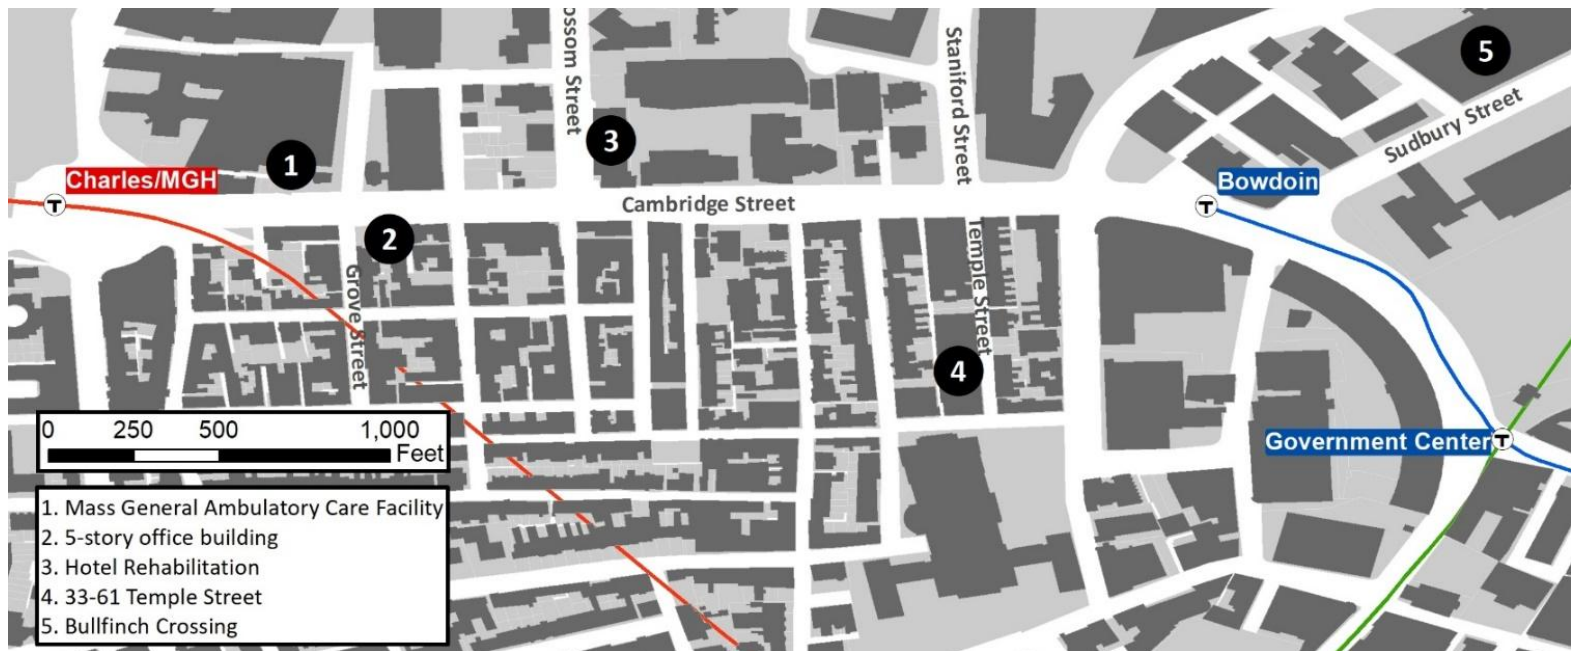 ossom Street
Staniford Street
5
3
Sudbury Street
1
Charles/MGH
T
Bowdoin
T
Cambridge Street
2
Temple Street
Grove Street
4
0 250 500 1,000
Feet
Government Center
T
1. Mass General Ambulatory Care Facility
2. 5-story office building
3. Hotel Rehabilitation
4. 33-61 Temple Street
5. Bullfinch Crossing